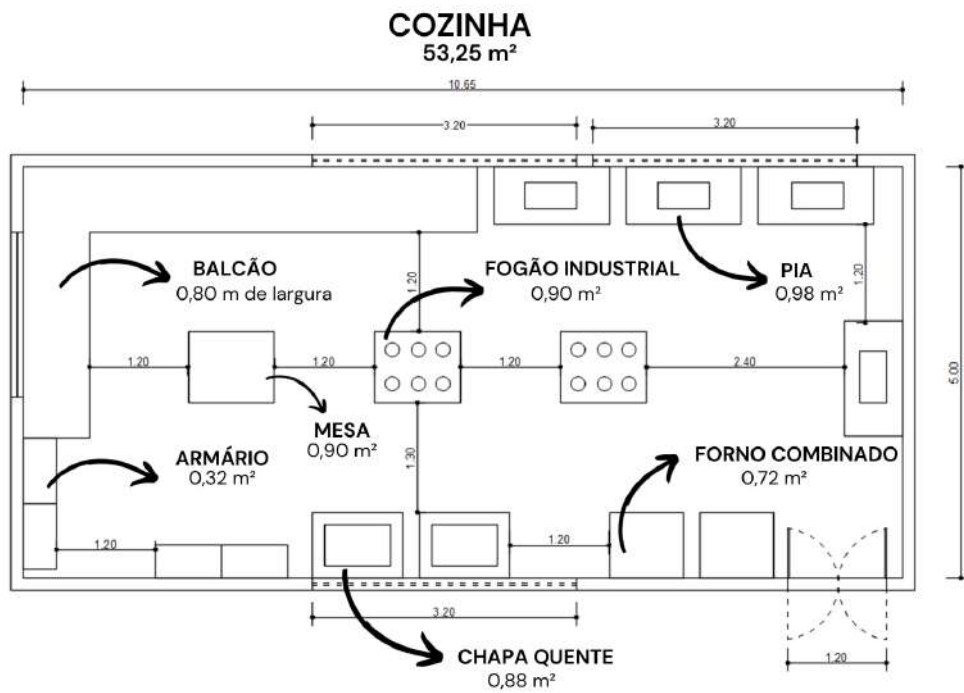 COZINHA
53,25 m²
10.65
3.20
3.20
BALCÃO
0,80 m de largura
1.20
FOGÃO INDUSTRIAL
0,90 m²
PIA
0,98 m²
1.20
1.20
1.20
1.20
2.40
5.00
MESA
0,90 m²
ARMÁRIO
0,32 m²
1.30
FORNO COMBINADO
0,72 m²
1.20
1.20
3.20
CHAPA QUENTE
0,88 m²
1.20